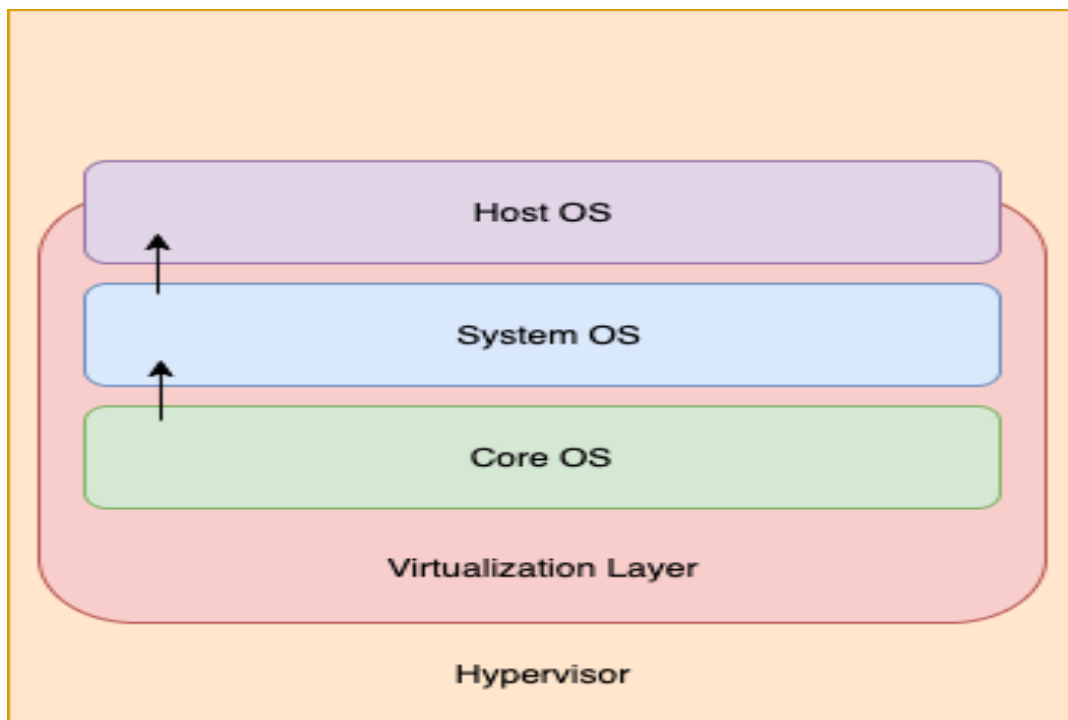 Host OS
System OS
Core OS
Virtualization Layer
Hypervisor